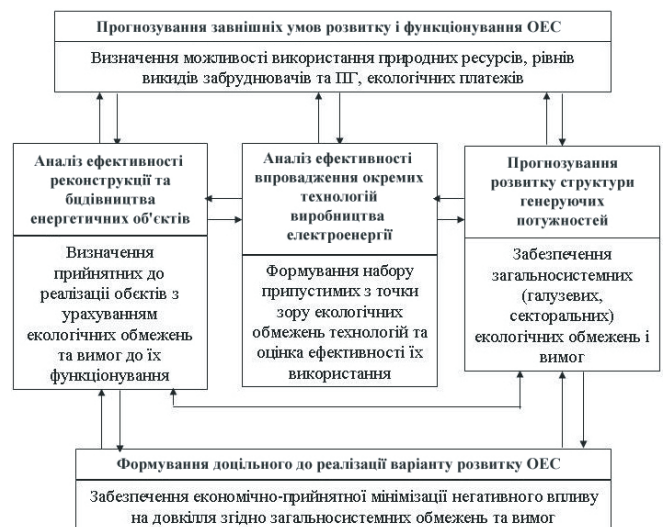 Прогнозування завнішніх умов розвитку і функціонування ОЕС
Визначення можливості використання природних ресурсів, рівнів
викидів забруднювачів та ПГ, екологічних платежів
Аналіз ефективності
реконструкції та
будівництва
енергетичних об'єктів
Визначення
прийнятних до
реалізації обєктів з
урахуванням
екологічних обмежень
та вимог до їх
функціонування
Аналіз ефективності
впровадження окремих
технологій
виробництва
електроенергії
Формування набору
припустимих з точки
зору екологічних
обмежень технологій та
оцінка ефективності їх
використання
Прогнозування
розвитку структури
генеруючих
потужностей
Забезпечення
загальносистемних
(галузевих,
секторальних)
екологічних обмежень і
вимог
Формування доцільного до реалізації варіанту розвитку ОЕС
Забезпечення економічно-прийнятної мінімізації негативного впливу
на довкілля згідно загальносистемних обмежень та вимог